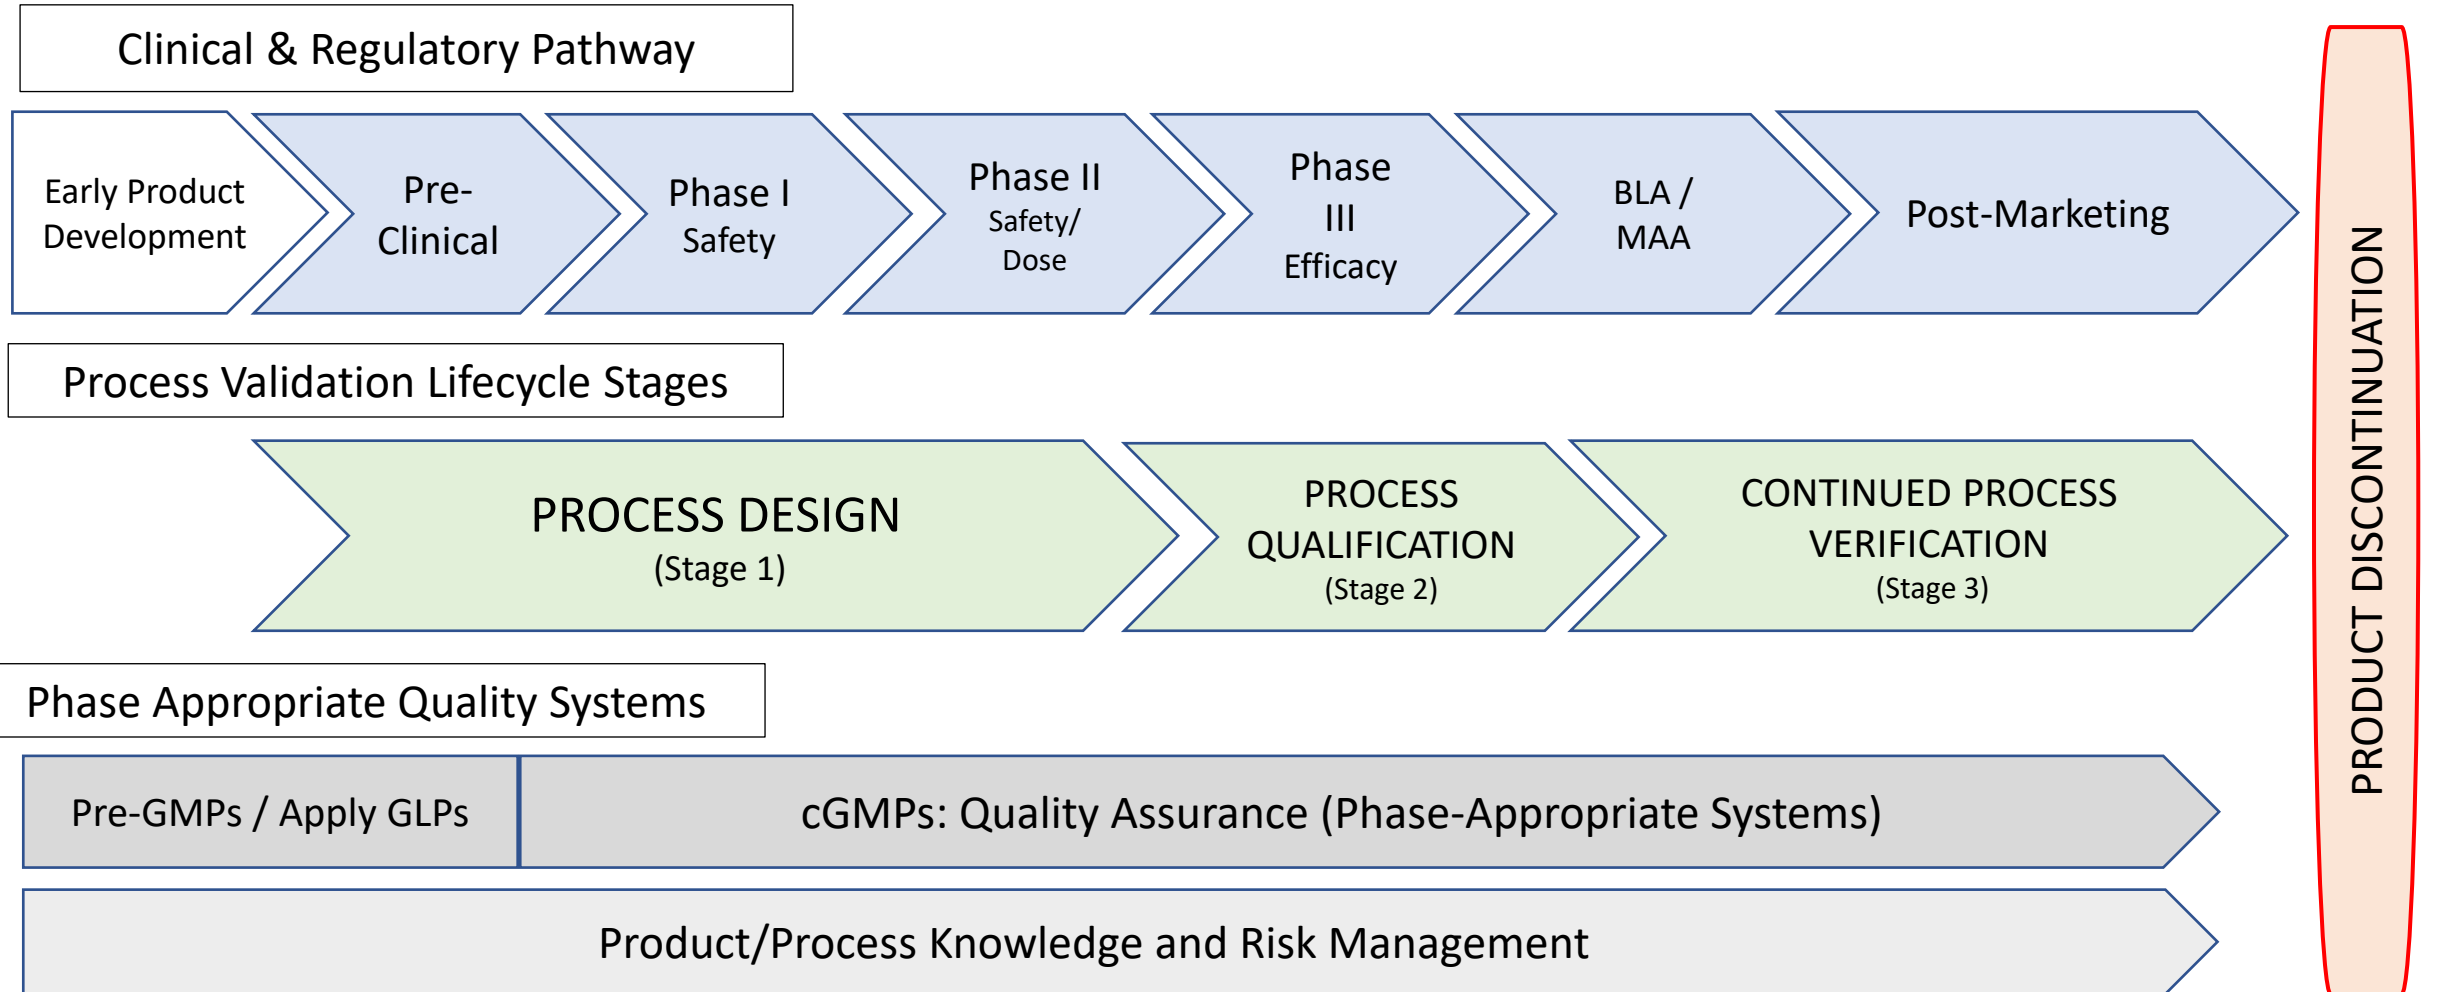 Clinical & Regulatory Pathway
Early Product
Development
Pre-
Clinical
Phase I
Safety
Phase II
Safety/
Dose
Phase
III
Efficacy
BLA /
MAA
Post-Marketing
Process Validation Lifecycle Stages
PROCESS DESIGN
(Stage 1)
PROCESS
QUALIFICATION
(Stage 2)
CONTINUED PROCESS
VERIFICATION
(Stage 3)
Phase Appropriate Quality Systems
Pre-GMPs / Apply GLPs
cGMPs: Quality Assurance (Phase-Appropriate Systems)
Product/Process Knowledge and Risk Management
PRODUCT DISCONTINUATION